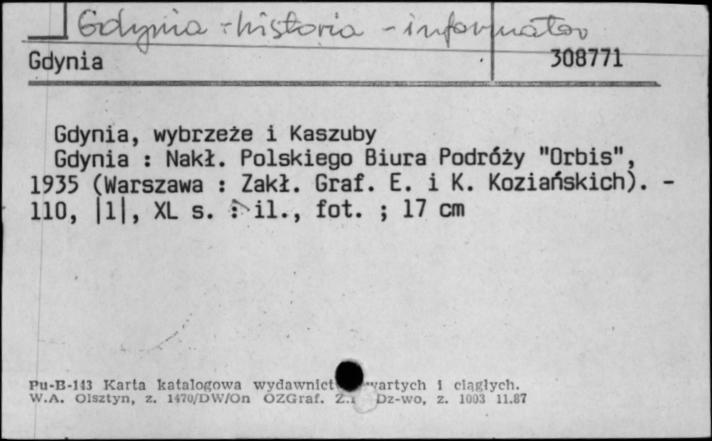 Gdynia - historia - informator
Gdynia 308771
Gdynia, wybrzeże i Kaszuby
Gdynia : Nakł. Polskiego Biura Podróży "Orbis",
1935 (Warszawa : Zakł. Graf. E. i K. Koziańskich). -
110, |1|, XL s. : il., fot. ; 17 cm
Pu-B-143 Karta katalogowa wydawnict wartych i ciągłych.
W.A. Olsztyn, z. 1470/DW/On OZGraf. Z. Dz-wo, z. 1003 11.87